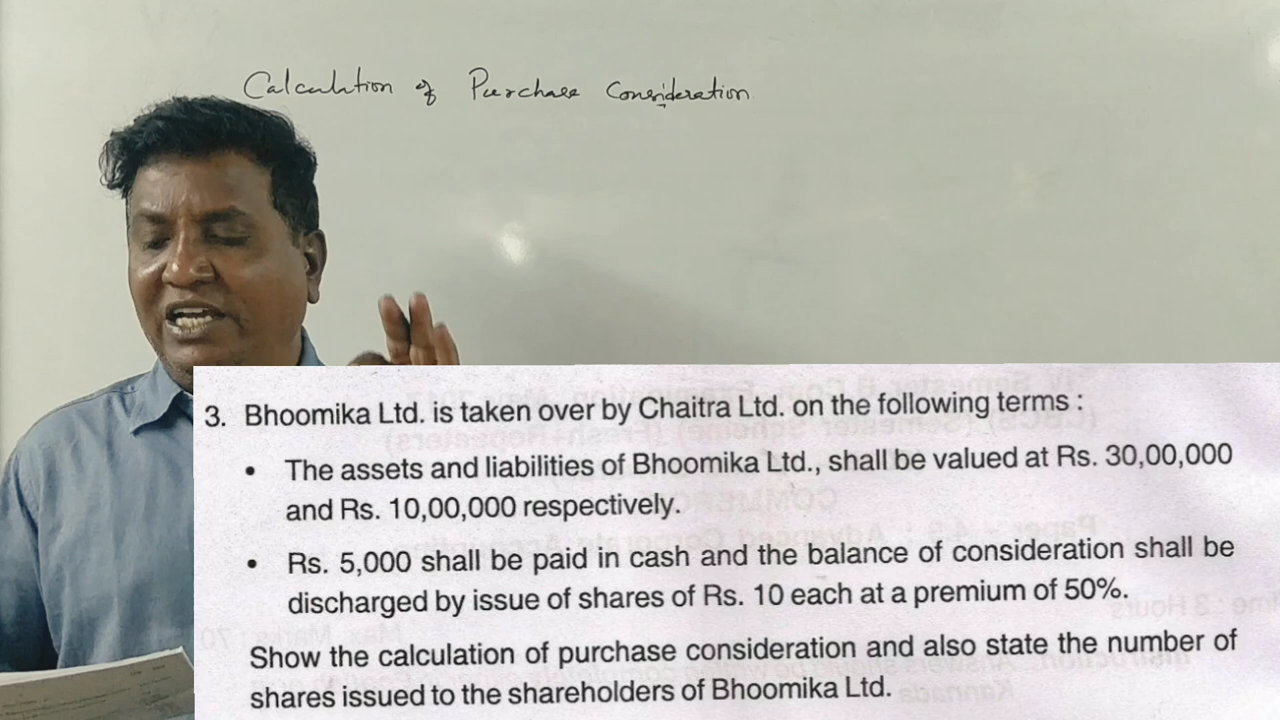 Calculation of Purchase Consideration
3. Bhoomika Ltd. is taken over by Chaitra Ltd. on the following terms :
• The assets and liabilities of Bhoomika Ltd., shall be valued at Rs. 30,00,000
and Rs. 10,00,000 respectively.
• Rs. 5,000 shall be paid in cash and the balance of consideration shall be
discharged by issue of shares of Rs. 10 each at a premium of 50%.
Show the calculation of purchase consideration and also state the number of
shares issued to the shareholders of Bhoomika Ltd.